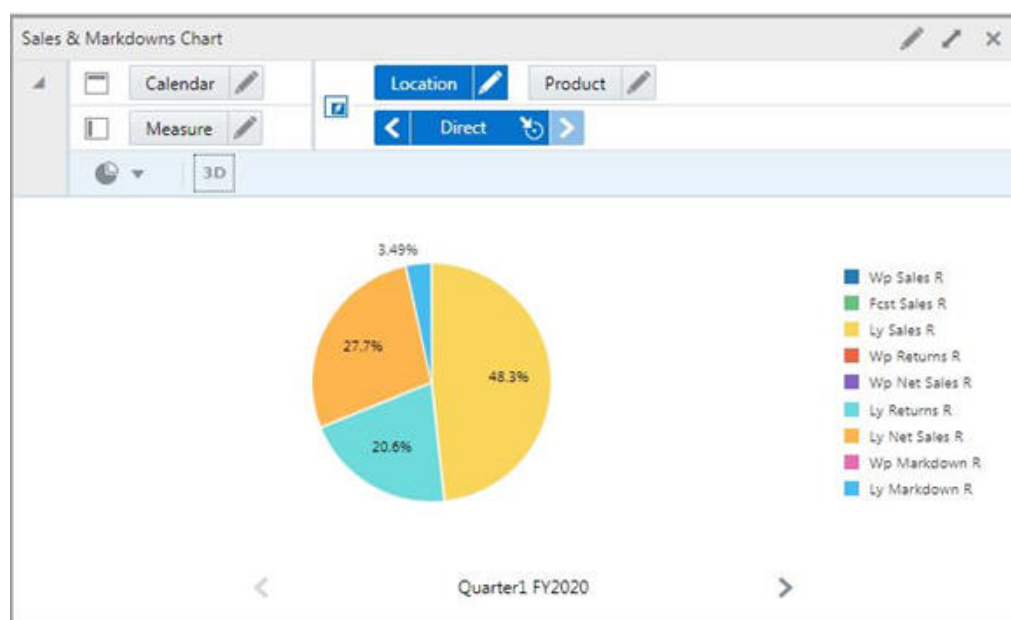 Sales & Markdowns Chart
Calendar
Location
Product
Measure
Direct
3D
3.49%
27.7%
48.3%
20.6%
Wp Sales R
Fcst Sales R
Ly Sales R
Wp Returns R
Wp Net Sales R
Ly Returns R
Ly Net Sales R
Wp Markdown R
Ly Markdown R
Quarter1 FY2020